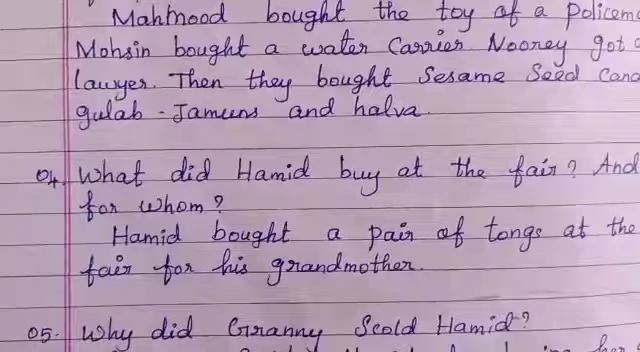 Mahmood bought the toy of a
Mohsin bought a water Carrier. Noorey got
lawyer. Then they bought Sesame Seed
gulab - Jamuns and halva.
04. What did Hamid buy at the fair? And
for whom?
Hamid bought a pair of tongs at the
fair for his grandmother.
05. Why did Granny Scold Hamid?